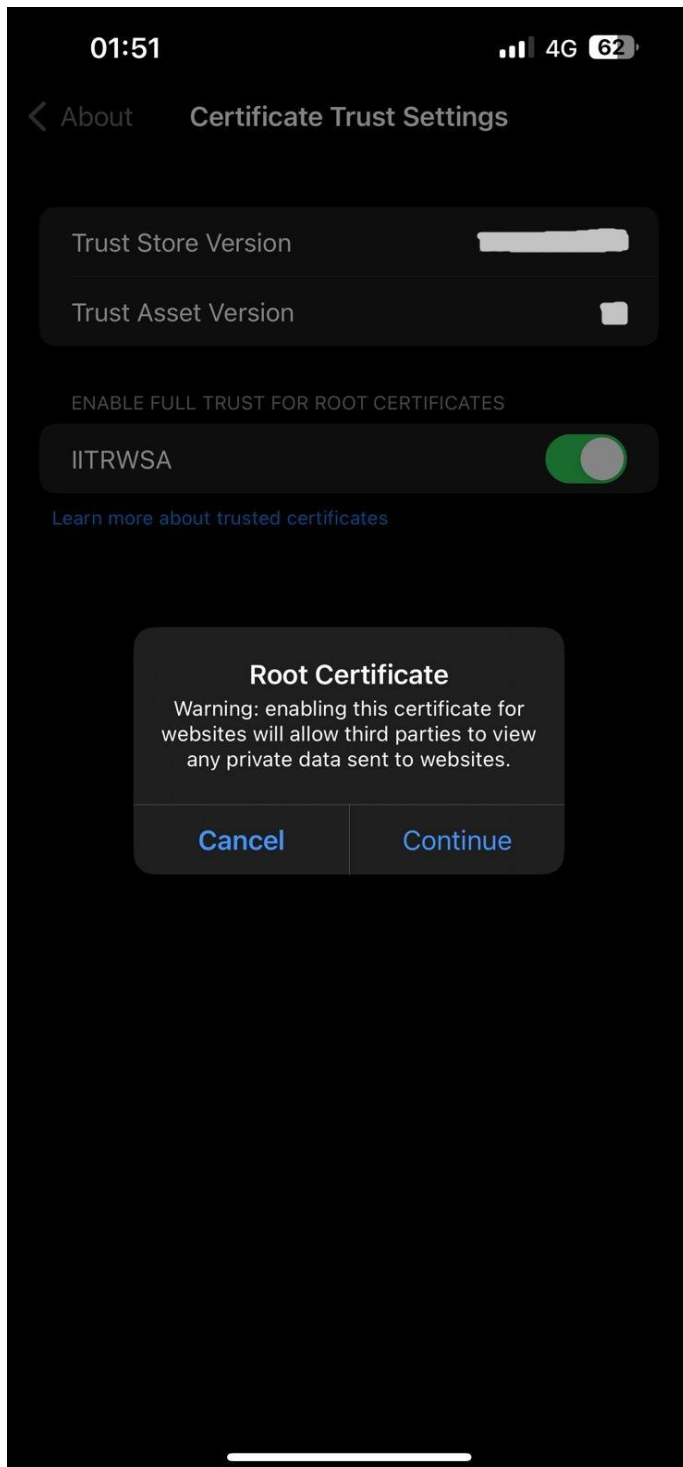 01:51 4G 62
About Certificate Trust Settings
Trust Store Version
Trust Asset Version
ENABLE FULL TRUST FOR ROOT CERTIFICATES
IITRWSA
Learn more about trusted certificates
Root Certificate
Warning: enabling this certificate for
websites will allow third parties to view
any private data sent to websites.
Cancel Continue